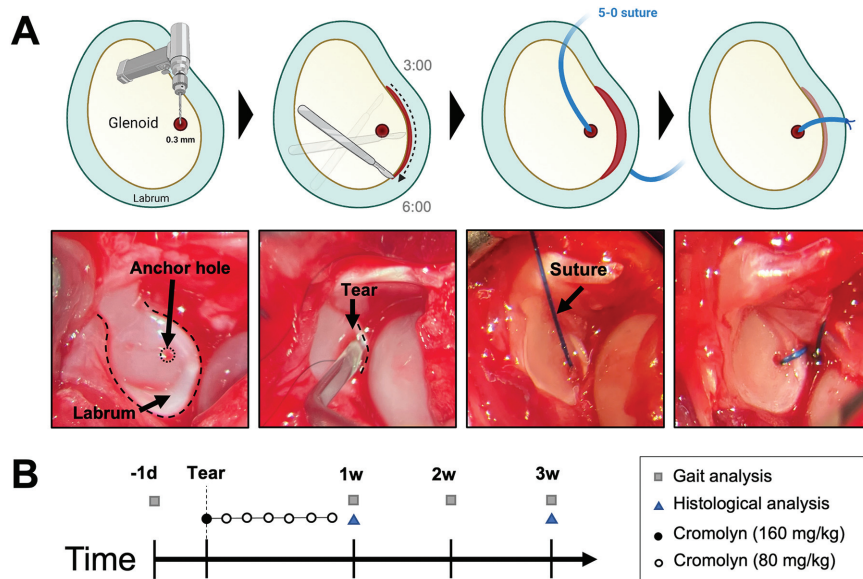 A
5-0 suture
3:00
Glenoid
0.3 mm
Labrum
6:00
Anchor hole
Labrum
Tear
Suture
B
-1d Tear 1w 2w 3w
Time
Gait analysis
Histological analysis
Cromolyn (160 mg/kg)
Cromolyn (80 mg/kg)